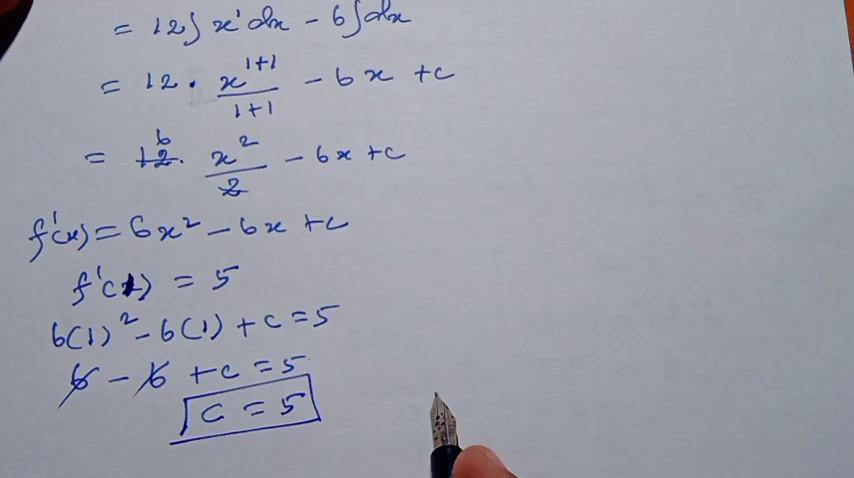 = 12∫x¹dx - 6∫dx
= 12 · x^(1+1)/(1+1) - 6x + c
= 12 6 · x²/2 - 6x + c
f'(x) = 6x² - 6x + c
f'(1) = 5
6(1)² - 6(1) + c = 5
6 - 6 + c = 5
c = 5